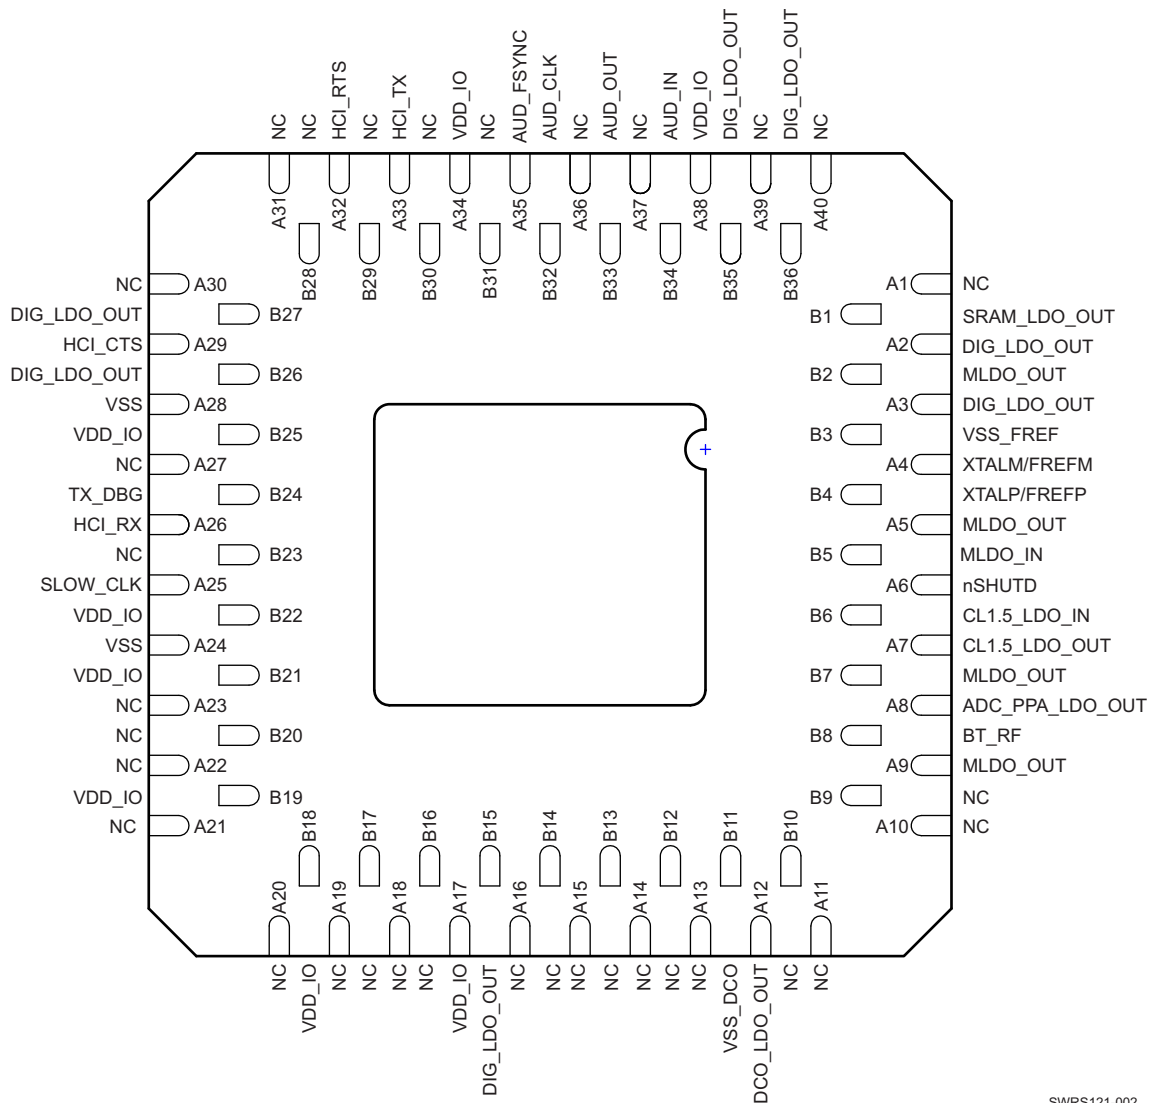 NC
NC
HCI_RTS
NC
HCI_TX
NC
VDD_IO
NC
AUD_FSYNC
AUD_CLK
NC
AUD_OUT
NC
AUD_IN
VDD_IO
DIG_LDO_OUT
NC
DIG_LDO_OUT
NC
A31
A32
A33
A34
A35
A36
A37
A38
A39
A40
B28
B29
B30
B31
B32
B33
B34
B35
B36
NC A30
DIG_LDO_OUT B27
HCI_CTS A29
DIG_LDO_OUT B26
VSS A28
VDD_IO B25
NC A27
TX_DBG B24
HCI_RX A26
NC B23
SLOW_CLK A25
VDD_IO B22
VSS A24
VDD_IO B21
NC A23
NC B20
NC A22
VDD_IO B19
NC A21
A1 NC
B1 SRAM_LDO_OUT
A2 DIG_LDO_OUT
B2 MLDO_OUT
A3 DIG_LDO_OUT
B3 VSS_FREF
A4 XTALM/FREFM
B4 XTALP/FREFP
A5 MLDO_OUT
B5 MLDO_IN
A6 nSHUTD
B6 CL1.5_LDO_IN
A7 CL1.5_LDO_OUT
B7 MLDO_OUT
A8 ADC_PPA_LDO_OUT
B8 BT_RF
A9 MLDO_OUT
B9 NC
A10 NC
B18
B17
B16
B15
B14
B13
B12
B11
B10
A20
A19
A18
A17
A16
A15
A14
A13
A12
A11
NC
VDD_IO
NC
NC
NC
NC
VDD_IO
DIG_LDO_OUT
NC
NC
NC
NC
NC
NC
NC
VSS_DCO
DCO_LDO_OUT
NC
NC
SWRS121-002